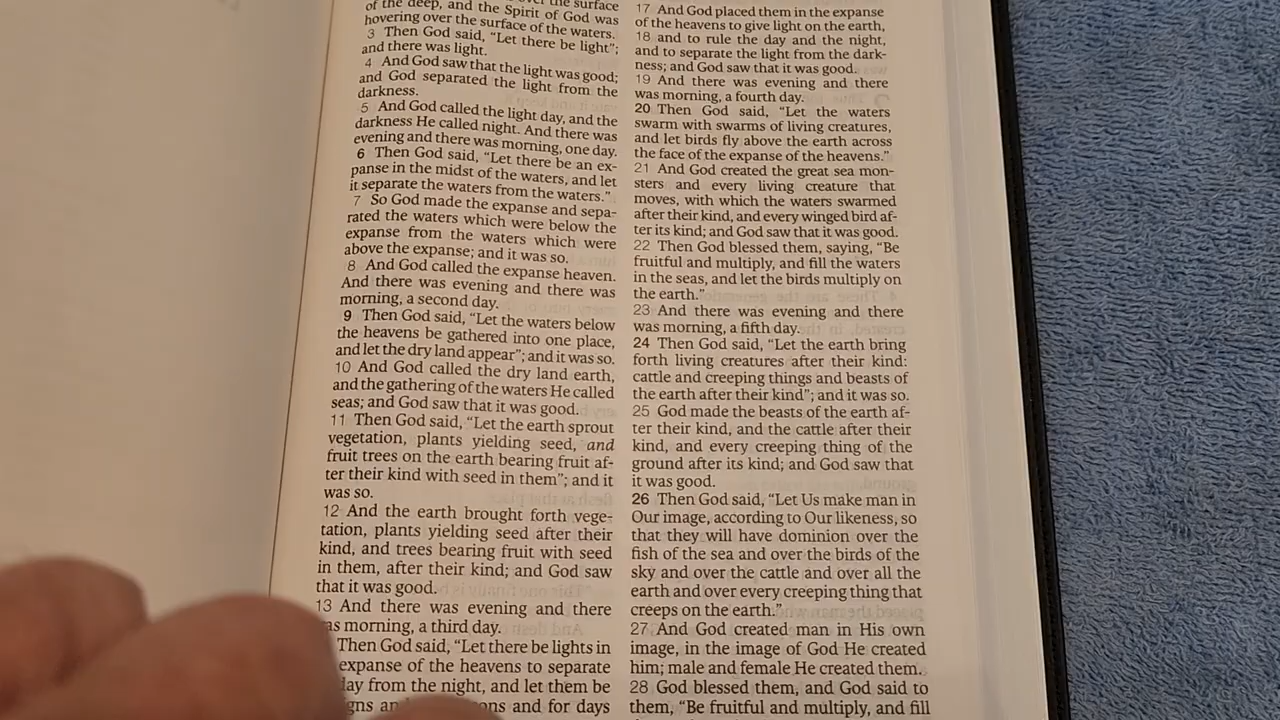 the surface
of the deep, and the Spirit of God was
hovering over the surface of the waters.
3 Then God said, “Let there be light”;
and there was light.
4 And God saw that the light was good;
and God separated the light from the
darkness.
5 And God called the light day, and the
darkness He called night. And there was
evening and there was morning, one day.
6 Then God said, “Let there be an ex-
panse in the midst of the waters, and let
it separate the waters from the waters.”
7 So God made the expanse and sepa-
rated the waters which were below the
expanse from the waters which were
above the expanse; and it was so.
8 And God called the expanse heaven.
And there was evening and there was
morning, a second day.
9 Then God said, “Let the waters below
the heavens be gathered into one place,
and let the dry land appear”; and it was so.
10 And God called the dry land earth,
and the gathering of the waters He called
seas; and God saw that it was good.
11 Then God said, “Let the earth sprout
vegetation, plants yielding seed, and
fruit trees on the earth bearing fruit af-
ter their kind with seed in them”; and it
was so.
12 And the earth brought forth vege-
tation, plants yielding seed after their
kind, and trees bearing fruit with seed
in them, after their kind; and God saw
that it was good.
13 And there was evening and there
as morning, a third day.
Then God said, “Let there be lights in
expanse of the heavens to separate
day from the night, and let them be
and for days
17 And God placed them in the expanse
of the heavens to give light on the earth,
18 and to rule the day and the night,
and to separate the light from the dark-
ness; and God saw that it was good.
19 And there was evening and there
was morning, a fourth day.
20 Then God said, “Let the waters
swarm with swarms of living creatures,
and let birds fly above the earth across
the face of the expanse of the heavens.”
21 And God created the great sea mon-
sters and every living creature that
moves, with which the waters swarmed
after their kind, and every winged bird af-
ter its kind; and God saw that it was good.
22 Then God blessed them, saying, “Be
fruitful and multiply, and fill the waters
in the seas, and let the birds multiply on
the earth.”
23 And there was evening and there
was morning, a fifth day.
24 Then God said, “Let the earth bring
forth living creatures after their kind:
cattle and creeping things and beasts of
the earth after their kind”; and it was so.
25 God made the beasts of the earth af-
ter their kind, and the cattle after their
kind, and every creeping thing of the
ground after its kind; and God saw that
it was good.
26 Then God said, “Let Us make man in
Our image, according to Our likeness, so
that they will have dominion over the
fish of the sea and over the birds of the
sky and over the cattle and over all the
earth and over every creeping thing that
creeps on the earth.”
27 And God created man in His own
image, in the image of God He created
him; male and female He created them.
28 God blessed them, and God said to
them, “Be fruitful and multiply, and fill